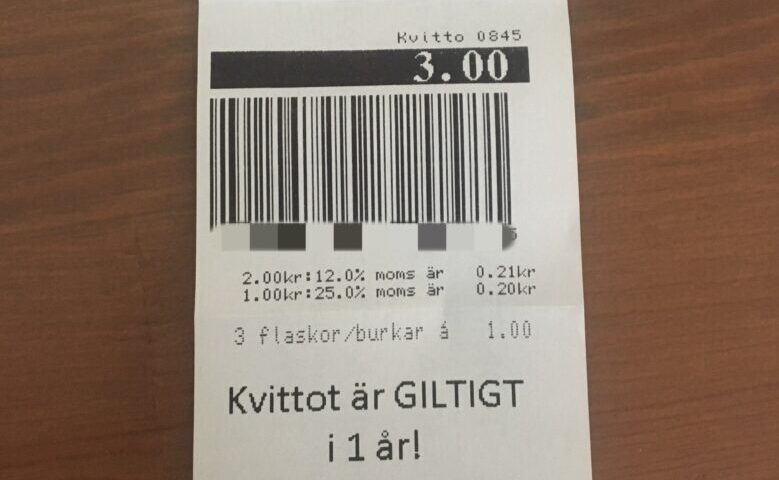 Kvitto 0845
3.00
2.00kr:12.0% moms är 0.21kr
1.00kr:25.0% moms är 0.20kr
3 flaskor/burkar á 1.00
Kvittot är GILTIGT
i 1 år!